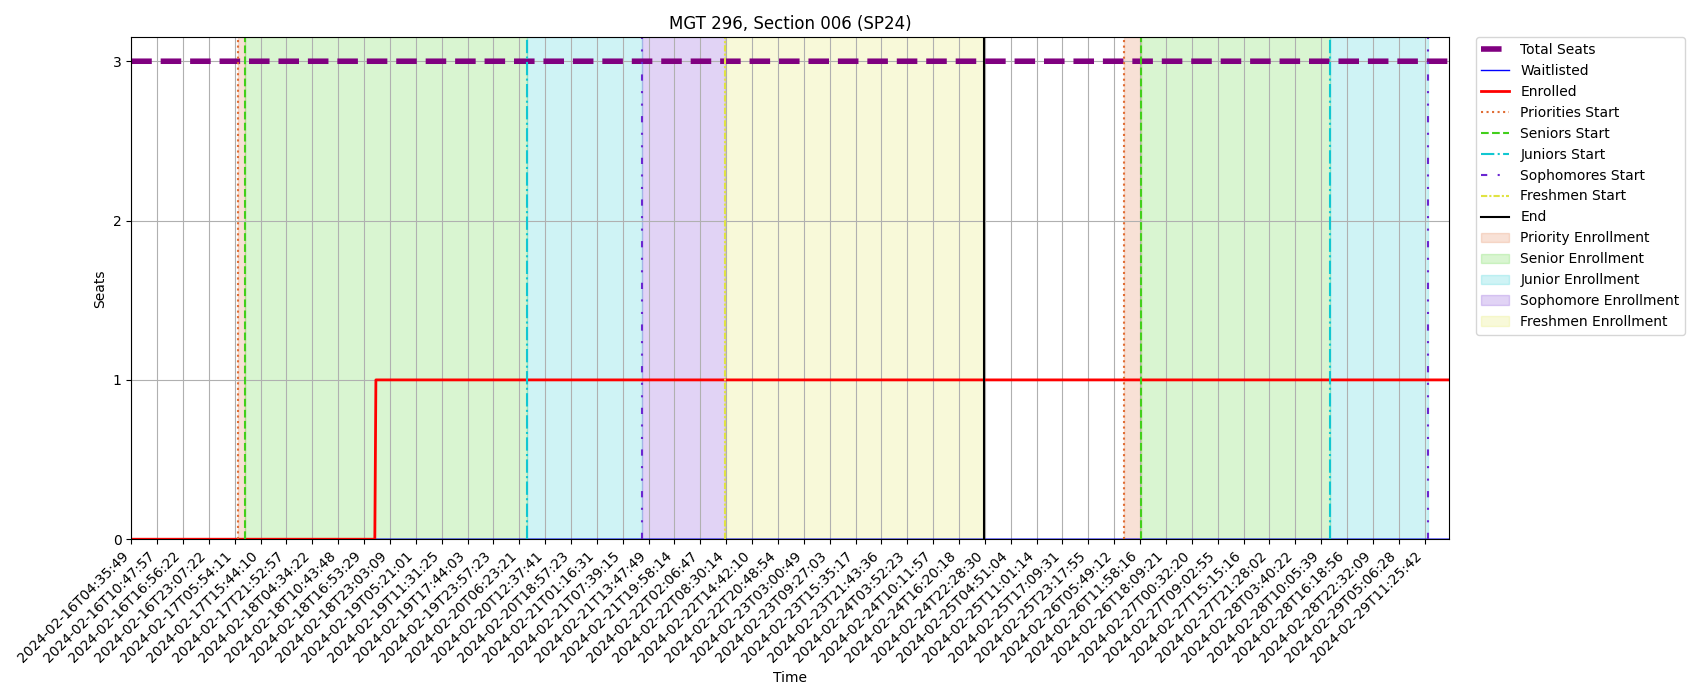 MGT 296, Section 006 (SP24)
3
2
1
0
Seats
2024-02-16T04:35:49
2024-02-16T10:47:57
2024-02-16T16:56:22
2024-02-16T23:07:22
2024-02-17T05:54:11
2024-02-17T15:44:10
2024-02-17T21:52:57
2024-02-18T04:34:22
2024-02-18T10:43:48
2024-02-18T16:53:29
2024-02-18T23:03:09
2024-02-19T05:21:01
2024-02-19T11:31:25
2024-02-19T17:44:03
2024-02-19T23:57:23
2024-02-20T06:23:21
2024-02-20T12:37:41
2024-02-20T18:57:23
2024-02-21T01:16:31
2024-02-21T07:39:15
2024-02-21T13:47:49
2024-02-21T19:58:14
2024-02-22T02:06:47
2024-02-22T08:30:14
2024-02-22T14:42:10
2024-02-22T20:48:54
2024-02-23T03:00:49
2024-02-23T09:27:03
2024-02-23T15:35:17
2024-02-23T21:43:36
2024-02-24T03:52:23
2024-02-24T10:11:57
2024-02-24T16:20:18
2024-02-24T22:28:30
2024-02-25T04:51:04
2024-02-25T11:01:14
2024-02-25T17:09:31
2024-02-25T23:17:55
2024-02-26T05:49:12
2024-02-26T11:58:16
2024-02-26T18:09:21
2024-02-27T00:32:20
2024-02-27T09:02:55
2024-02-27T15:15:16
2024-02-27T21:28:02
2024-02-28T03:40:22
2024-02-28T10:05:39
2024-02-28T16:18:56
2024-02-28T22:32:09
2024-02-29T05:06:28
2024-02-29T11:25:42
Time
Total Seats
Waitlisted
Enrolled
Priorities Start
Seniors Start
Juniors Start
Sophomores Start
Freshmen Start
End
Priority Enrollment
Senior Enrollment
Junior Enrollment
Sophomore Enrollment
Freshmen Enrollment